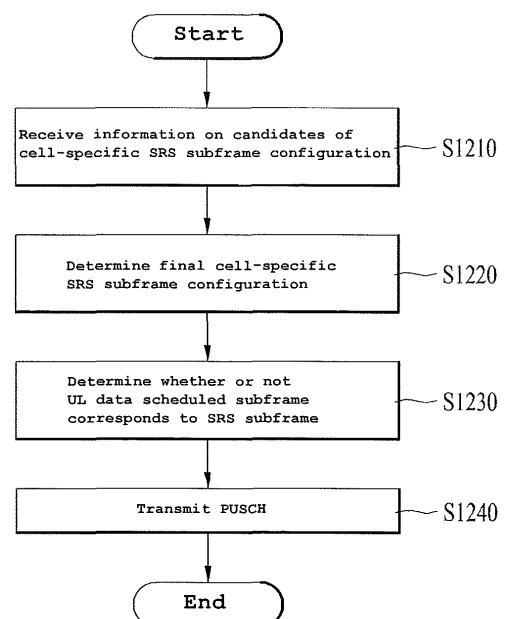 Start
Receive information on candidates of
cell-specific SRS subframe configuration
S1210
Determine final cell-specific
SRS subframe configuration
S1220
Determine whether or not
UL data scheduled subframe
corresponds to SRS subframe
S1230
Transmit PUSCH
S1240
End